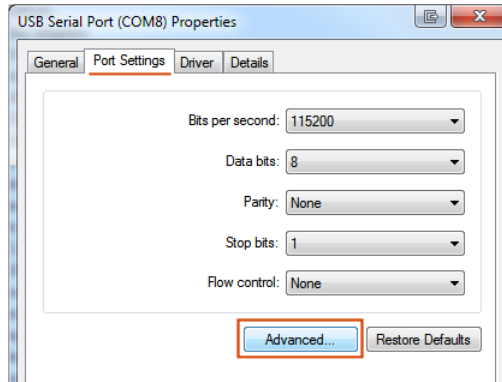 USB Serial Port (COM8) Properties
General Port Settings Driver Details
Bits per second: 115200
Data bits: 8
Parity: None
Stop bits: 1
Flow control: None
Advanced... Restore Defaults